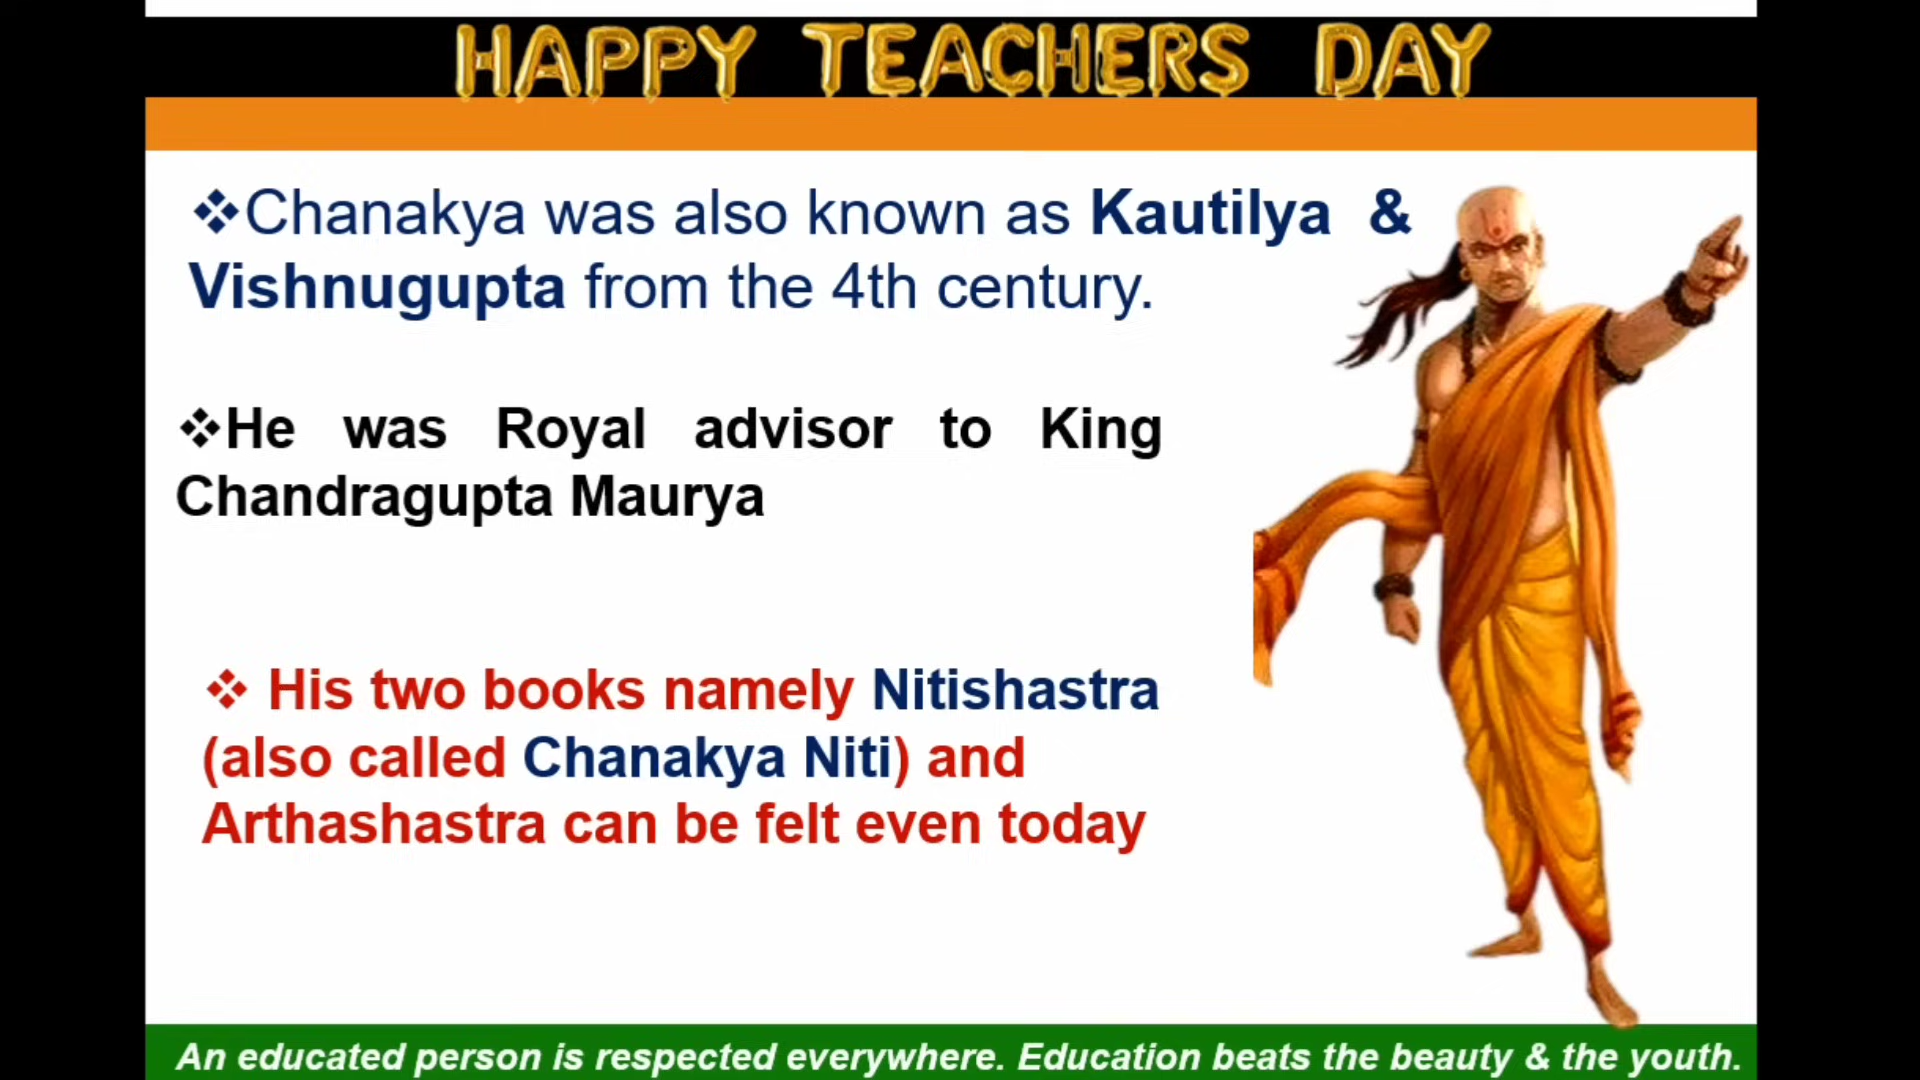 HAPPY TEACHERS DAY
❖Chanakya was also known as Kautilya &
Vishnugupta from the 4th century.
❖He was Royal advisor to King
Chandragupta Maurya
❖ His two books namely Nitishastra
(also called Chanakya Niti) and
Arthashastra can be felt even today
An educated person is respected everywhere. Education beats the beauty & the youth.